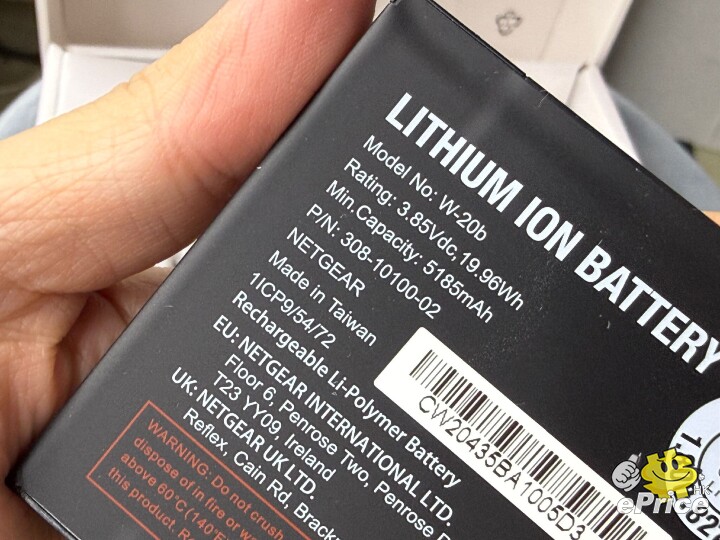 LITHIUM ION BATTERY
Model No: W-20b
Rating: 3.85Vdc,19.96Wh
Min.Capacity: 5185mAh
P/N: 308-10100-02
NETGEAR
Made in Taiwan
1ICP9/54/72
Rechargeable Li-Polymer Battery
EU: NETGEAR INTERNATIONAL LTD.
Floor 6, Penrose Two, Penrose
T23 YY09, Ireland
UK: NETGEAR UK LTD.
Reflex, Cain Rd,
CW20435BA1005D3
WARNING: Do not crush
dispose of in fire or
above 60°C (140°F
this product.
ePrice
HK